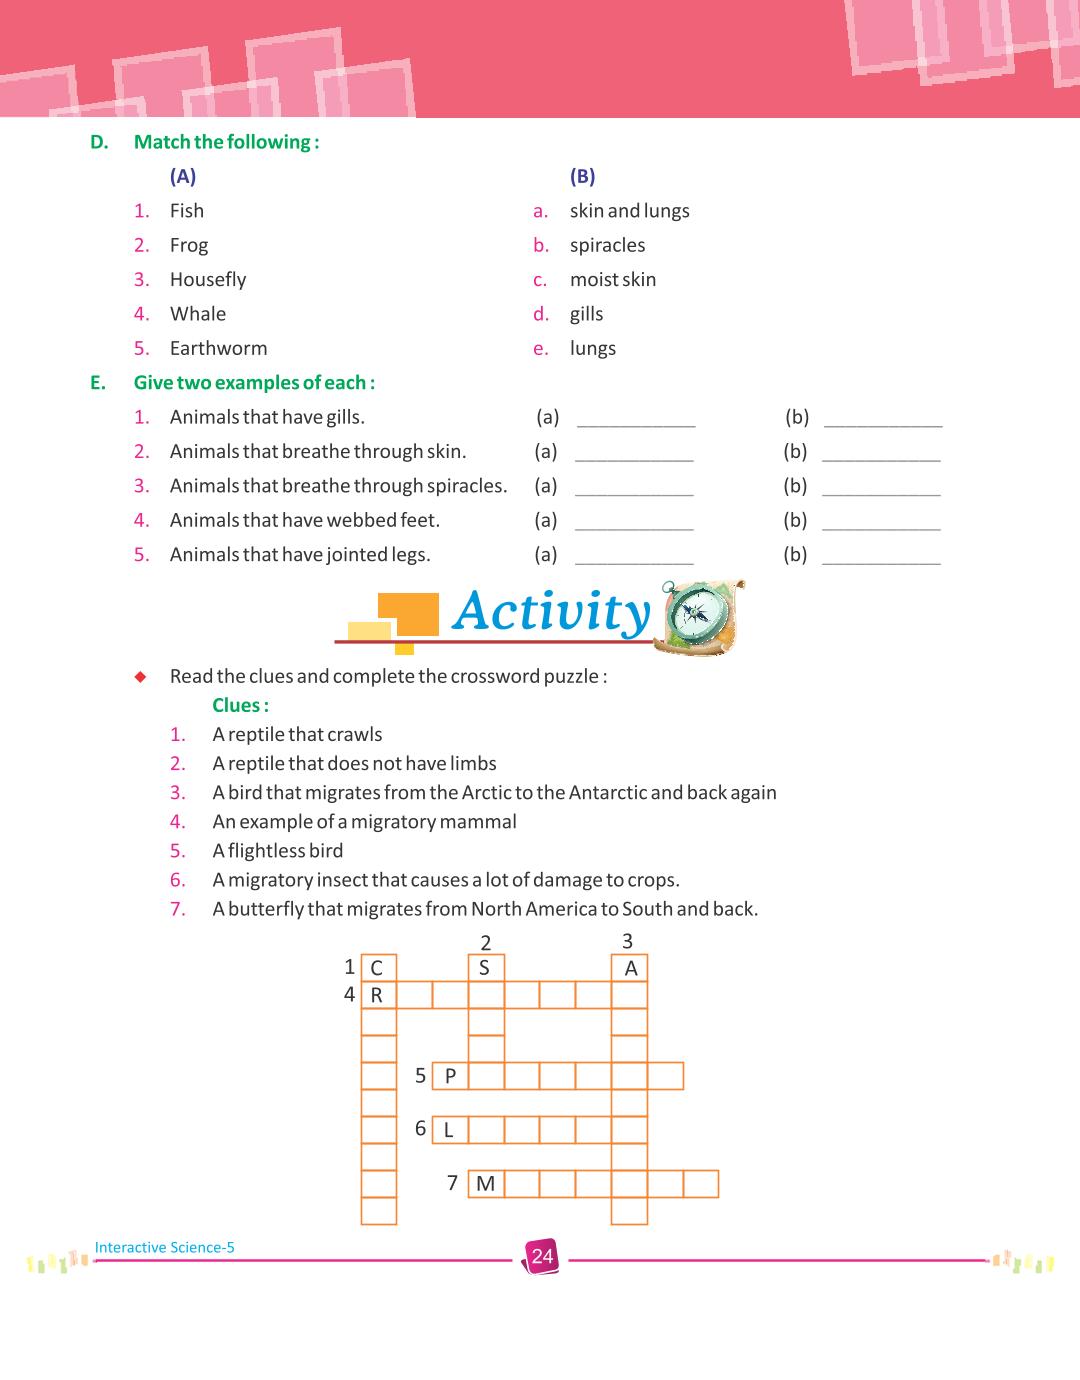 D. Match the following :
(A) (B)
1. Fish a. skin and lungs
2. Frog b. spiracles
3. Housefly c. moist skin
4. Whale d. gills
5. Earthworm e. lungs
E. Give two examples of each :
1. Animals that have gills. (a) ___________ (b) ___________
2. Animals that breathe through skin. (a) ___________ (b) ___________
3. Animals that breathe through spiracles. (a) ___________ (b) ___________
4. Animals that have webbed feet. (a) ___________ (b) ___________
5. Animals that have jointed legs. (a) ___________ (b) ___________
Activity
Read the clues and complete the crossword puzzle :
Clues :
1. A reptile that crawls
2. A reptile that does not have limbs
3. A bird that migrates from the Arctic to the Antarctic and back again
4. An example of a migratory mammal
5. A flightless bird
6. A migratory insect that causes a lot of damage to crops.
7. A butterfly that migrates from North America to South and back.
2 3
1 C S A
4 R
5 P
6 L
7 M
Interactive Science-5
24